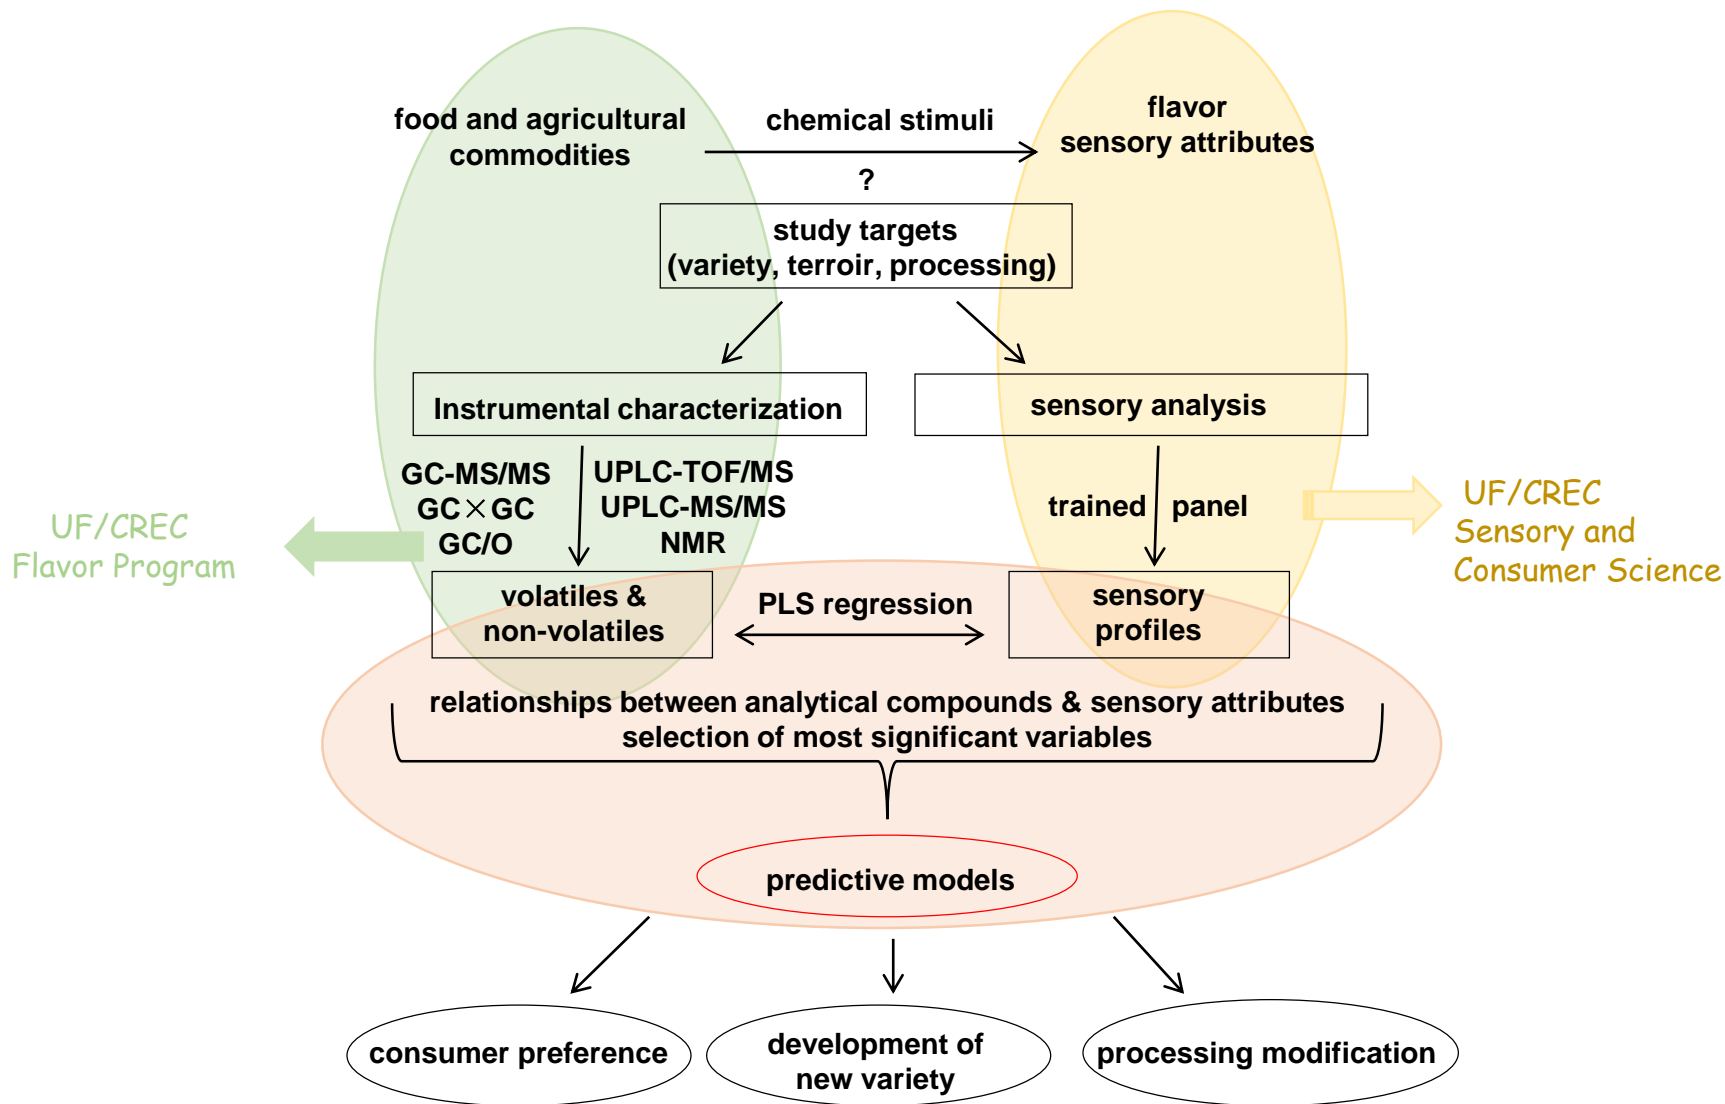 food and agricultural
commodities
chemical stimuli
?
flavor
sensory attributes
study targets
(variety, terroir, processing)
Instrumental characterization
sensory analysis
GC-MS/MS
GC×GC
GC/O
UPLC-TOF/MS
UPLC-MS/MS
NMR
trained panel
UF/CREC
Flavor Program
UF/CREC
Sensory and
Consumer Science
volatiles &
non-volatiles
PLS regression
sensory
profiles
relationships between analytical compounds & sensory attributes
selection of most significant variables
predictive models
consumer preference
development of
new variety
processing modification